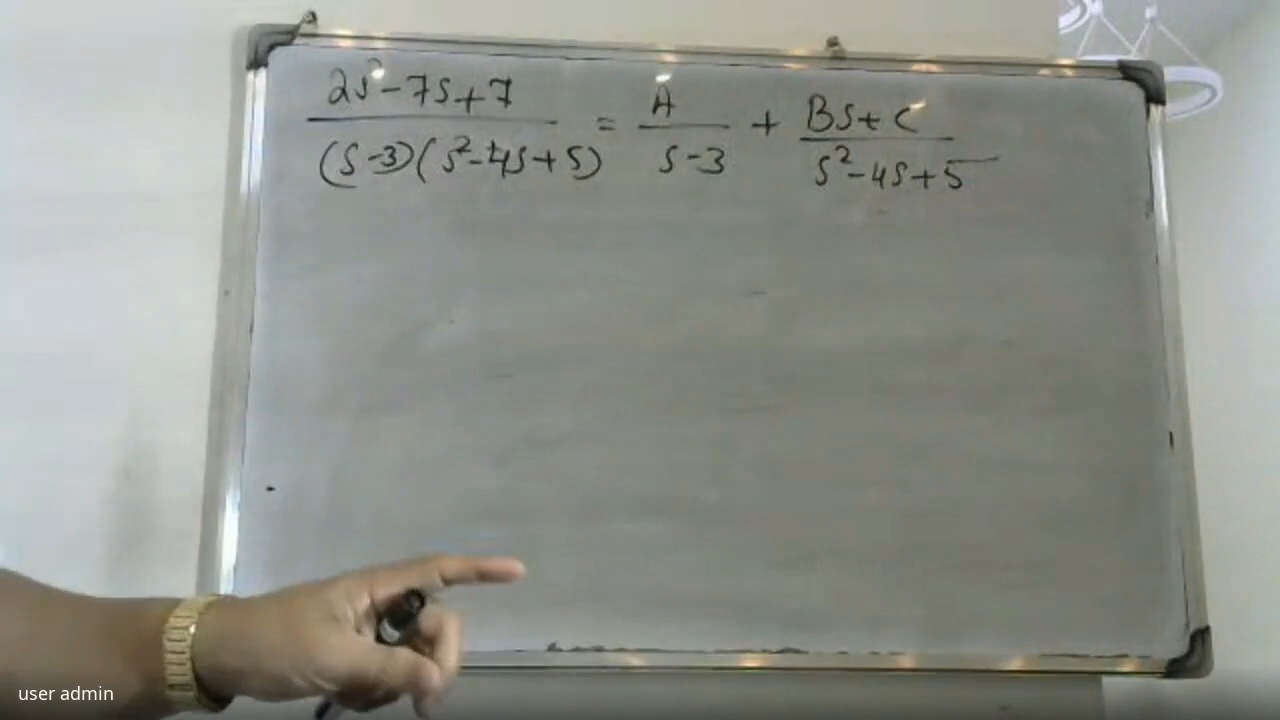 2s²-7s+7 / (s-3)(s²-4s+5) = A / s-3 + Bs+C / s²-4s+5
user admin